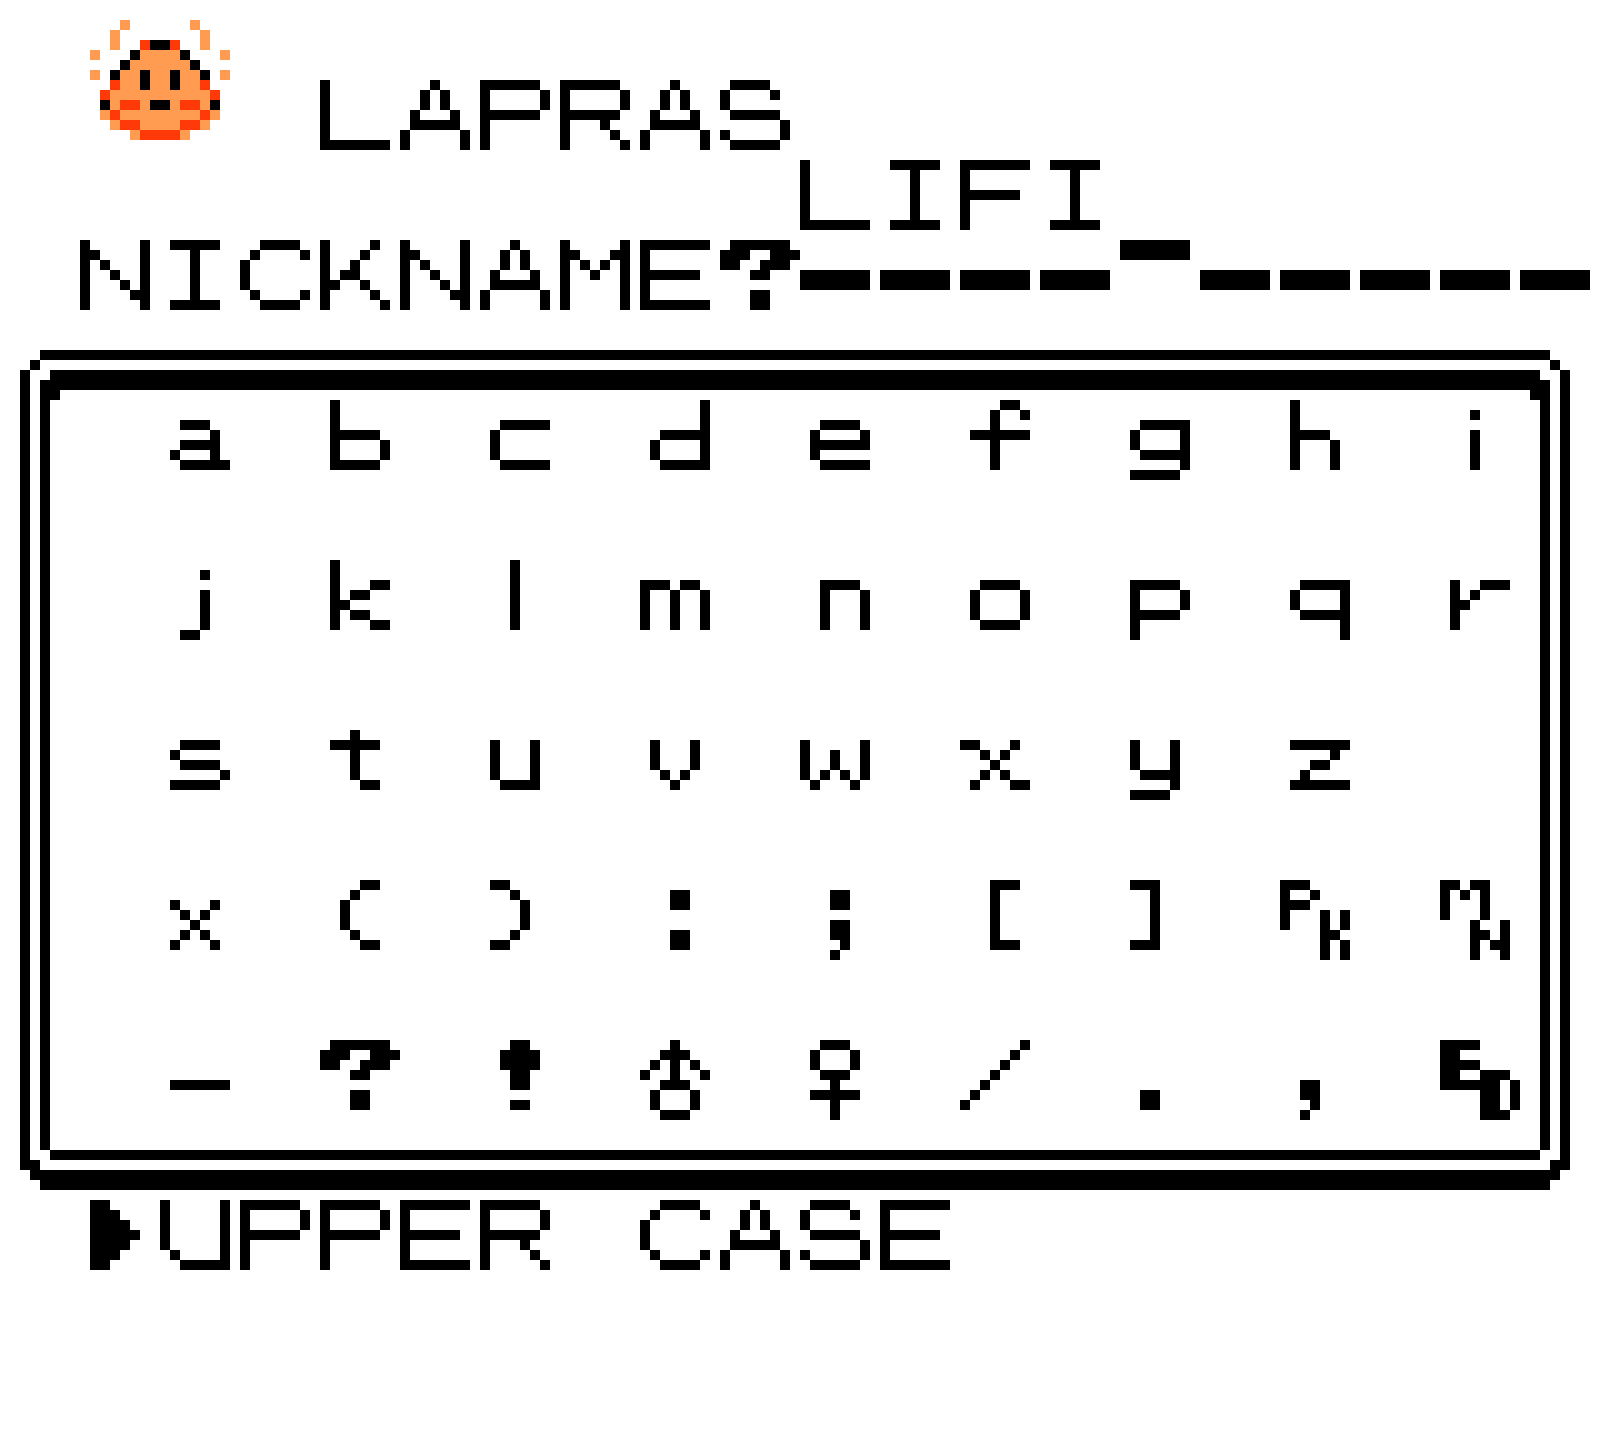 LAPRAS
LIFI
NICKNAME?
a b c d e f g h i
j k l m n o p q r
s t u v w x y z
× ( ) : ; [ ] PK MN
- ? ! ♂ ♀ / . , ED
▶UPPER CASE